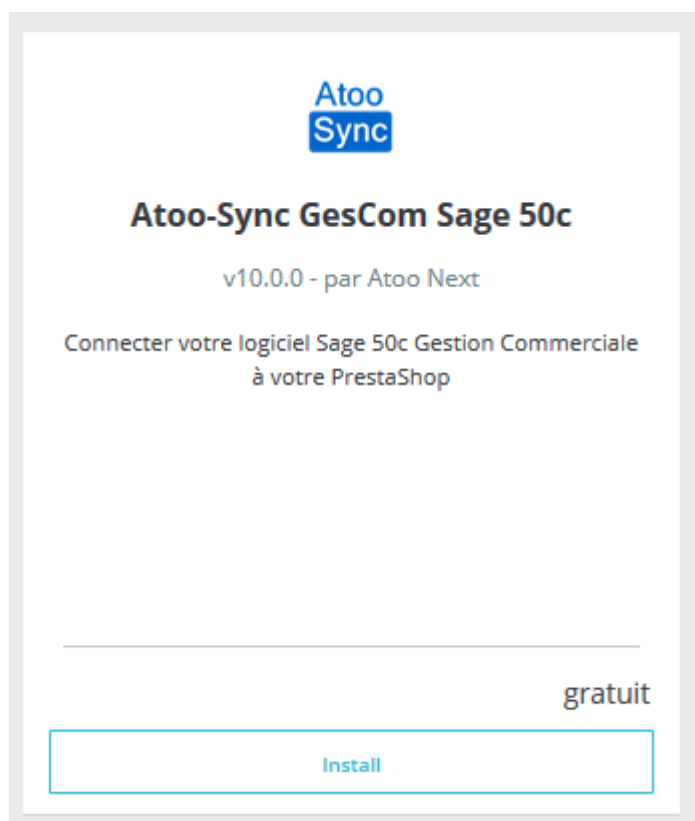 Atoo
Sync
Atoo-Sync GesCom Sage 50c
v10.0.0 - par Atoo Next
Connecter votre logiciel Sage 50c Gestion Commerciale
à votre PrestaShop
gratuit
Install